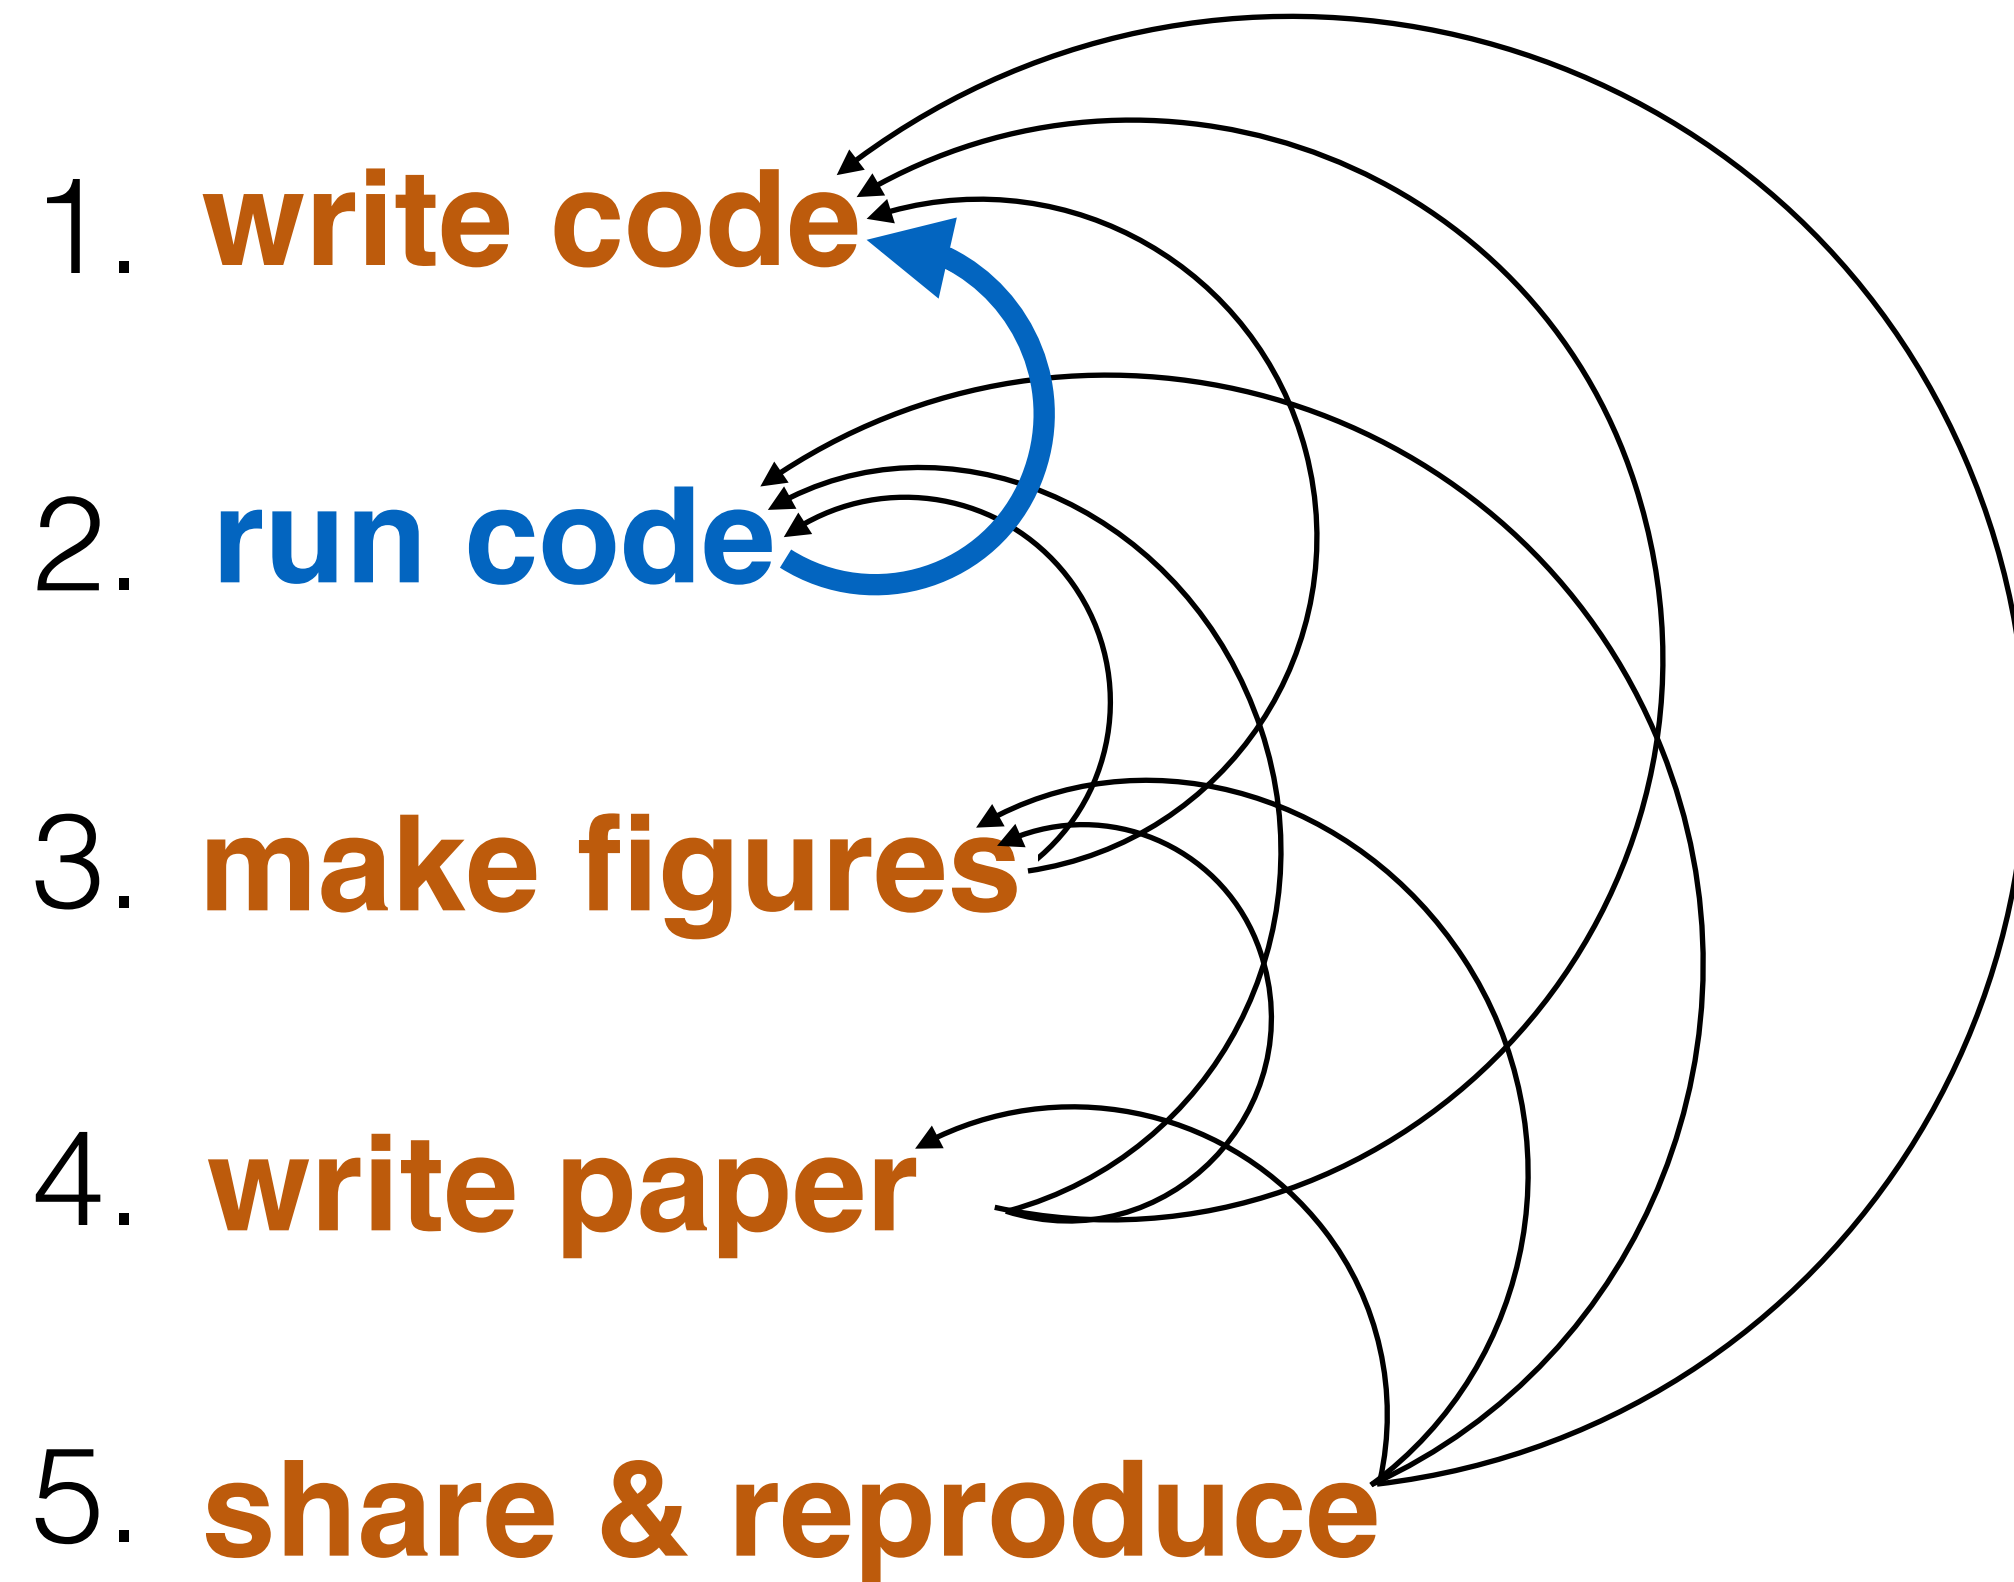 1. write code
2. run code
3. make figures
4. write paper
5. share & reproduce